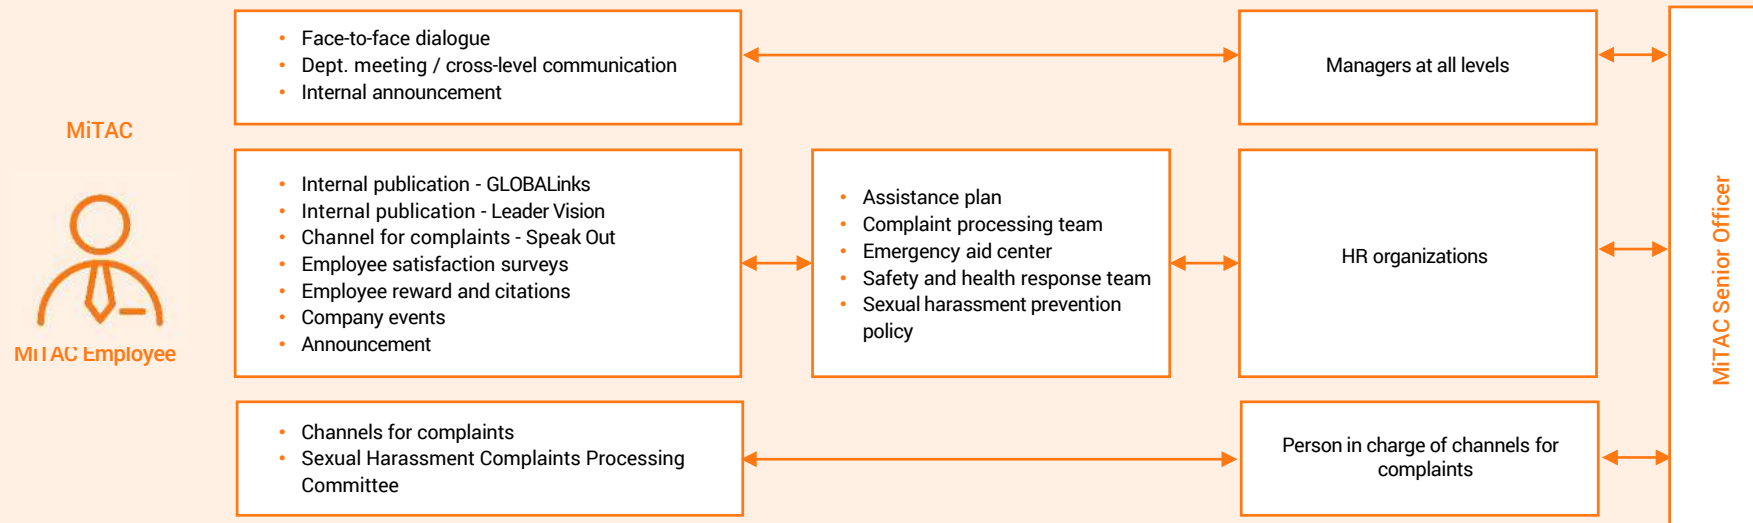 • Face-to-face dialogue
• Dept. meeting / cross-level communication
• Internal announcement
Managers at all levels
MiTAC
MiTAC Employee
• Internal publication - GLOBALinks
• Internal publication - Leader Vision
• Channel for complaints - Speak Out
• Employee satisfaction surveys
• Employee reward and citations
• Company events
• Announcement
• Assistance plan
• Complaint processing team
• Emergency aid center
• Safety and health response team
• Sexual harassment prevention
policy
HR organizations
• Channels for complaints
• Sexual Harassment Complaints Processing
Committee
Person in charge of channels for
complaints
MiTAC Senior Officer